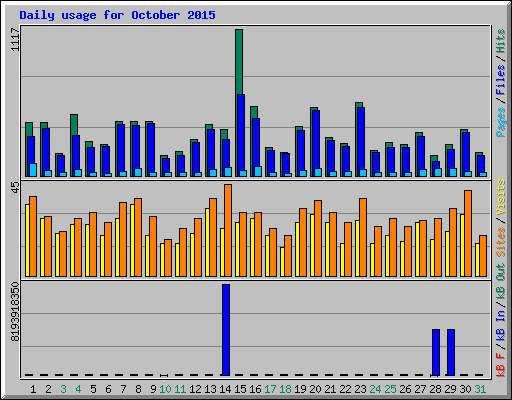 Daily usage for October 2015
1117
Pages / Files / Hits
45
Sites / Visits
8193918350
kB F / kB In / kB Out
1 2 3 4 5 6 7 8 9 10 11 12 13 14 15 16 17 18 19 20 21 22 23 24 25 26 27 28 29 30 31